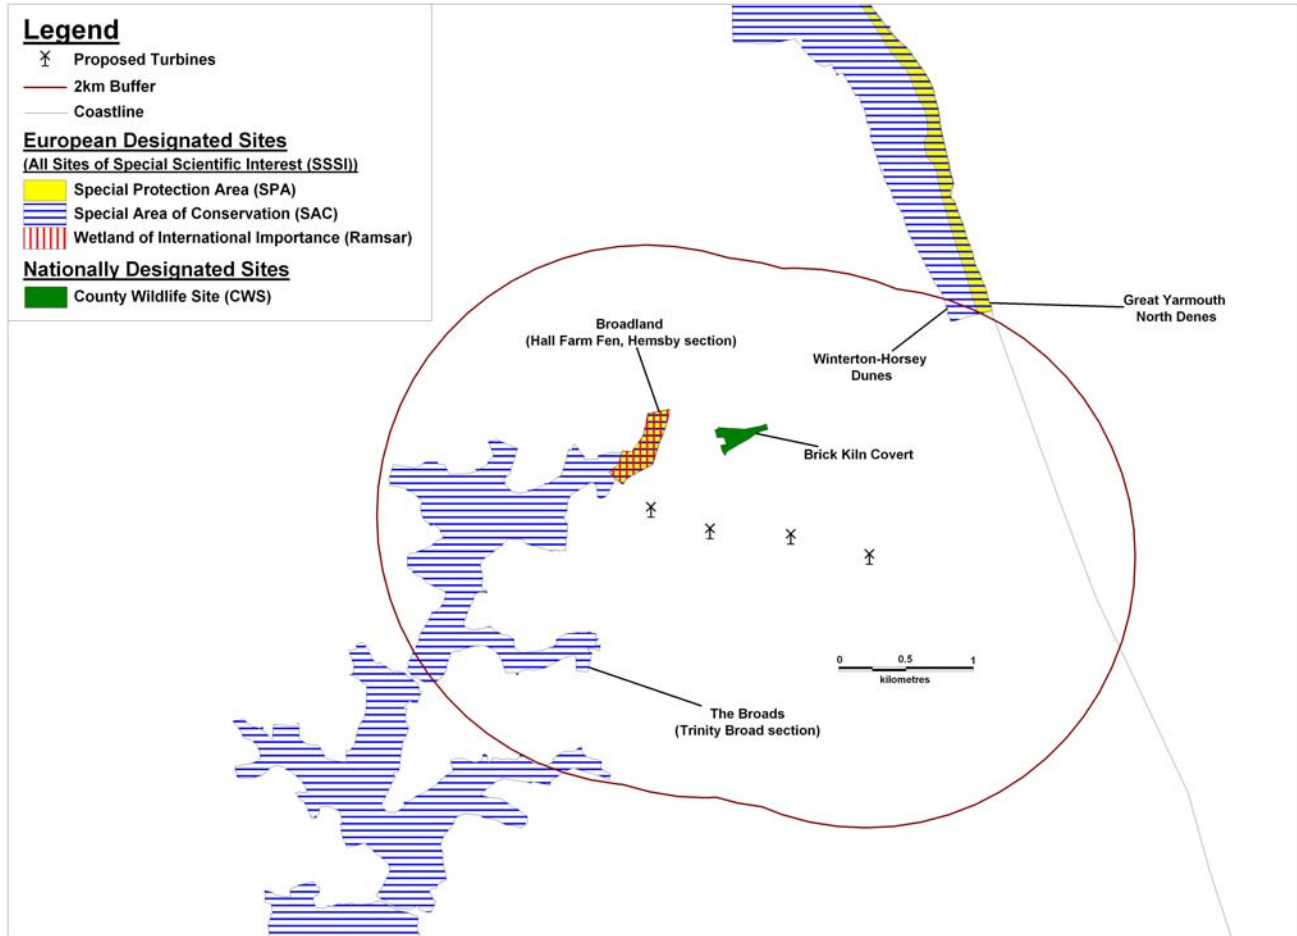 Legend
Proposed Turbines
2km Buffer
Coastline
European Designated Sites
(All Sites of Special Scientific Interest (SSSI))
Special Protection Area (SPA)
Special Area of Conservation (SAC)
Wetland of International Importance (Ramsar)
Nationally Designated Sites
County Wildlife Site (CWS)
Great Yarmouth
North Denes
Broadland
(Hall Farm Fen, Hemsby section)
Winterton-Horsey
Dunes
Brick Kiln Covert
0 0.5 1
kilometres
The Broads
(Trinity Broad section)